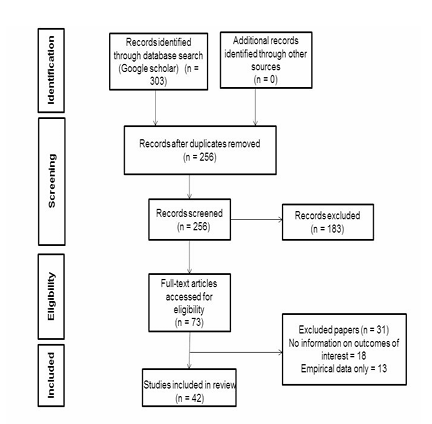 Identification
Records identified
through database search
(Google scholar) (n =
303)
Additional records
identified through other
sources
(n = 0)
Screening
Records after duplicates removed
(n = 256)
Records screened
(n = 256)
Records excluded
(n = 183)
Eligibility
Full-text articles
accessed for
eligibility
(n = 73)
Excluded papers (n = 31)
No information on outcomes of
interest = 18
Empirical data only = 13
Included
Studies included in review
(n = 42)